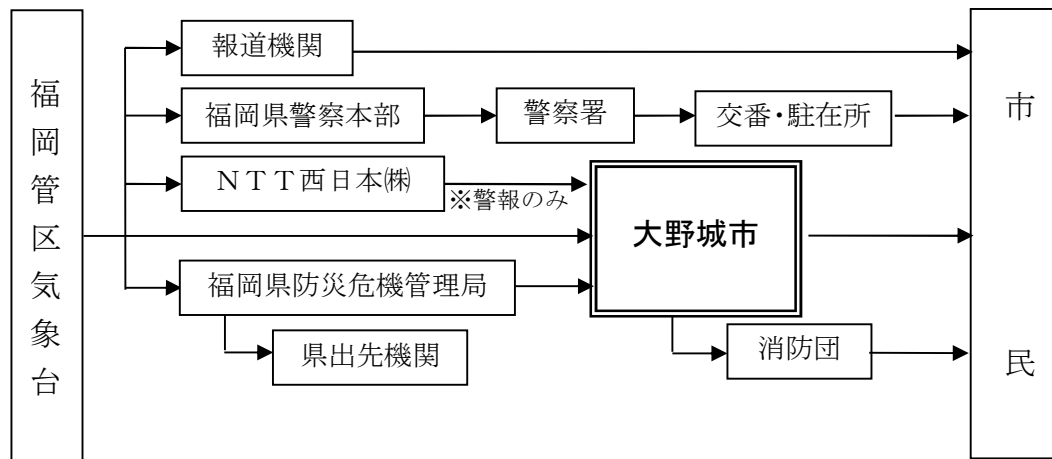 福岡管区気象台
報道機関
福岡県警察本部
警察署
交番・駐在所
ＮＴＴ西日本㈱
※警報のみ
大野城市
福岡県防災危機管理局
県出先機関
消防団
市民